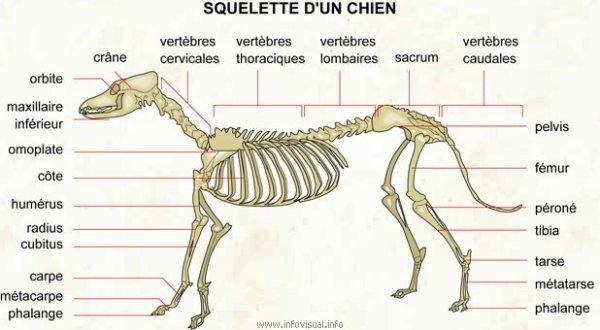 SQUELETTE D'UN CHIEN
crâne
vertèbres
cervicales
vertèbres
thoraciques
vertèbres
lombaires
sacrum
vertèbres
caudales
orbite
maxillaire
inférieur
omoplate
côte
humérus
radius
cubitus
carpe
métacarpe
phalange
pelvis
fémur
péroné
tibia
tarse
métatarse
phalange
www.infovisual.info